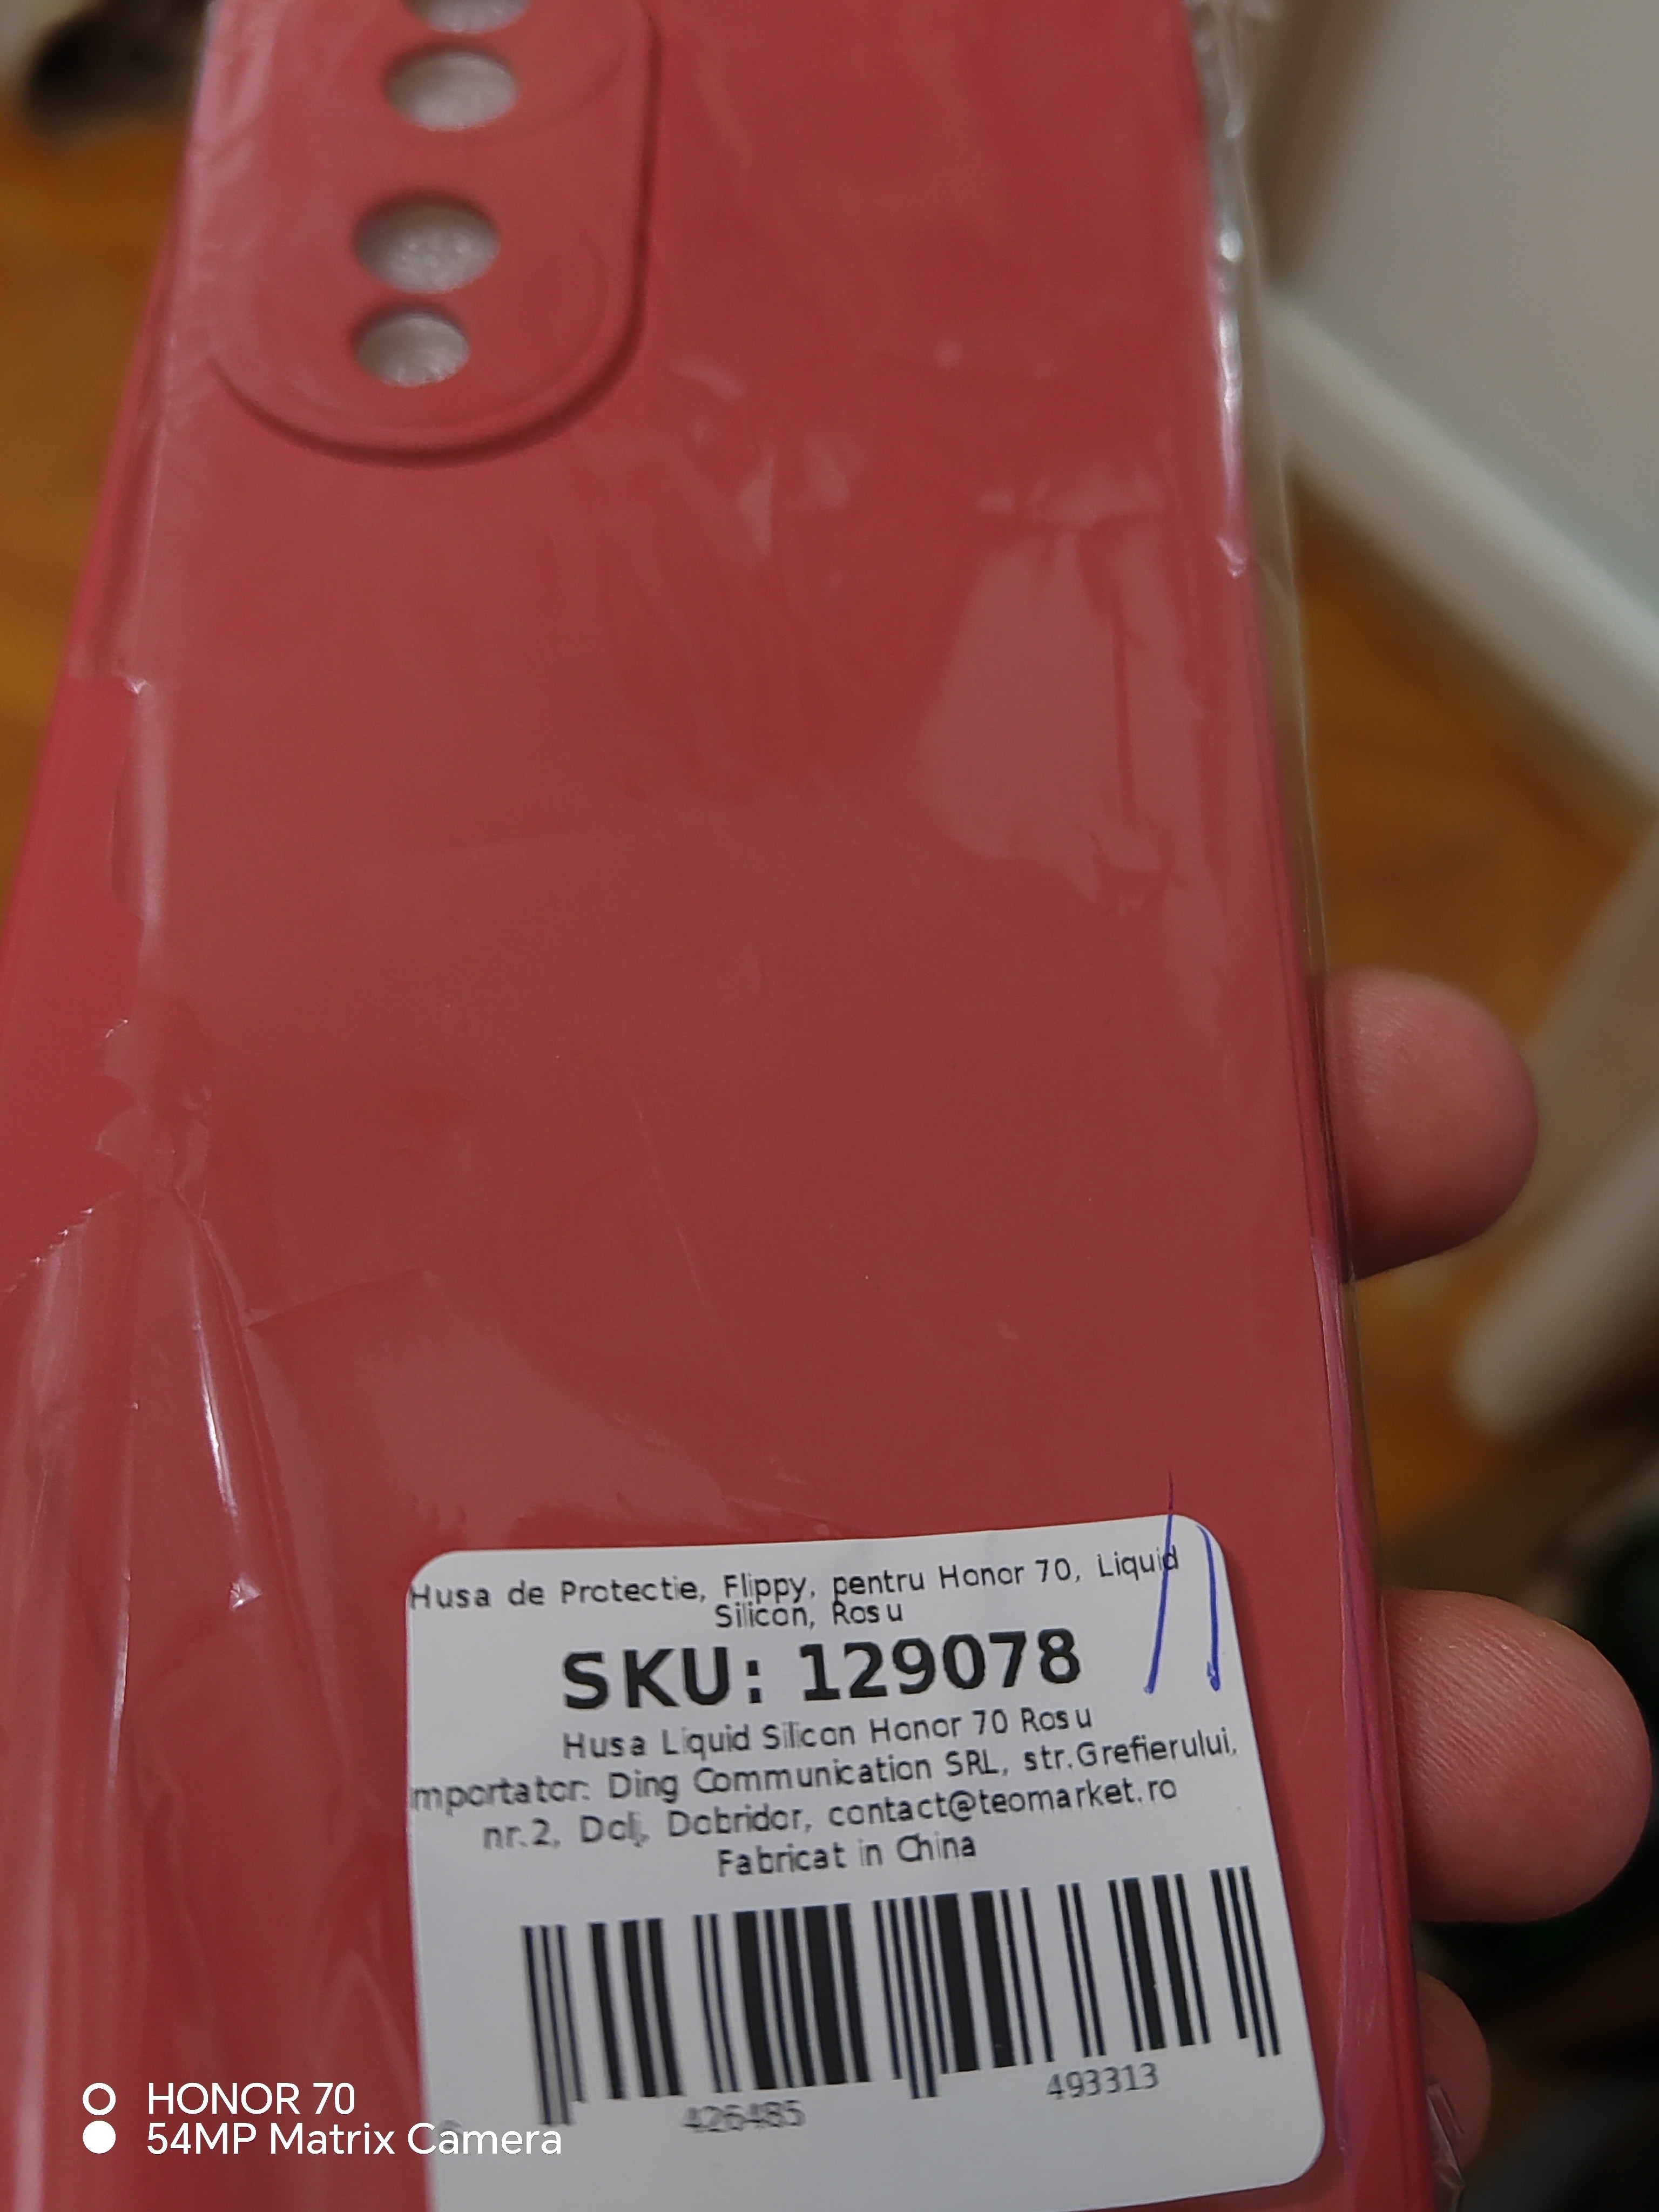 Husa de Protectie, Flippy, pentru Honor 70, Liquid
Silicon, Rosu
SKU: 129078
Husa Liquid Silicon Honor 70 Rosu
mportator: Ding Communication SRL, str.Grefierului,
nr.2, Dolj, Dobridor, contact@teomarket.ro
Fabricat in China
426485 493313
HONOR 70
54MP Matrix Camera